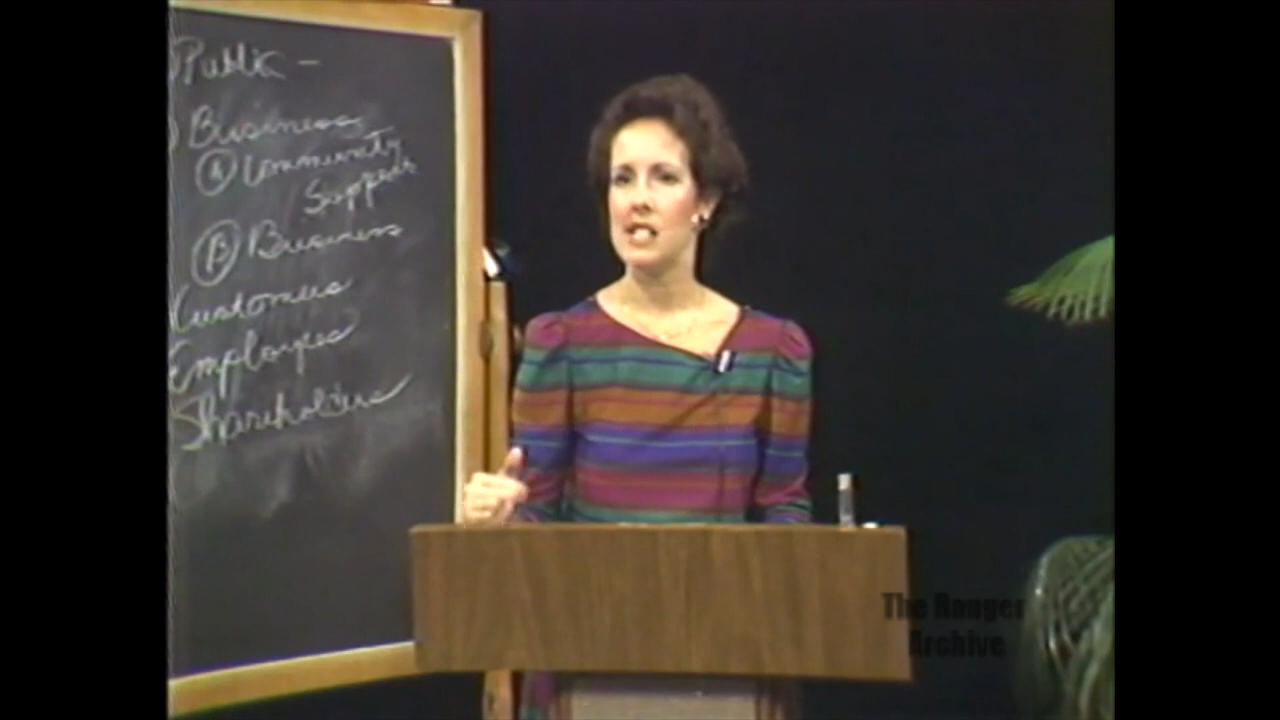 Public -
Business
Ⓐ Community
Support
Ⓑ Business
Customers
Employees
Shareholders
The Ranger
Archive